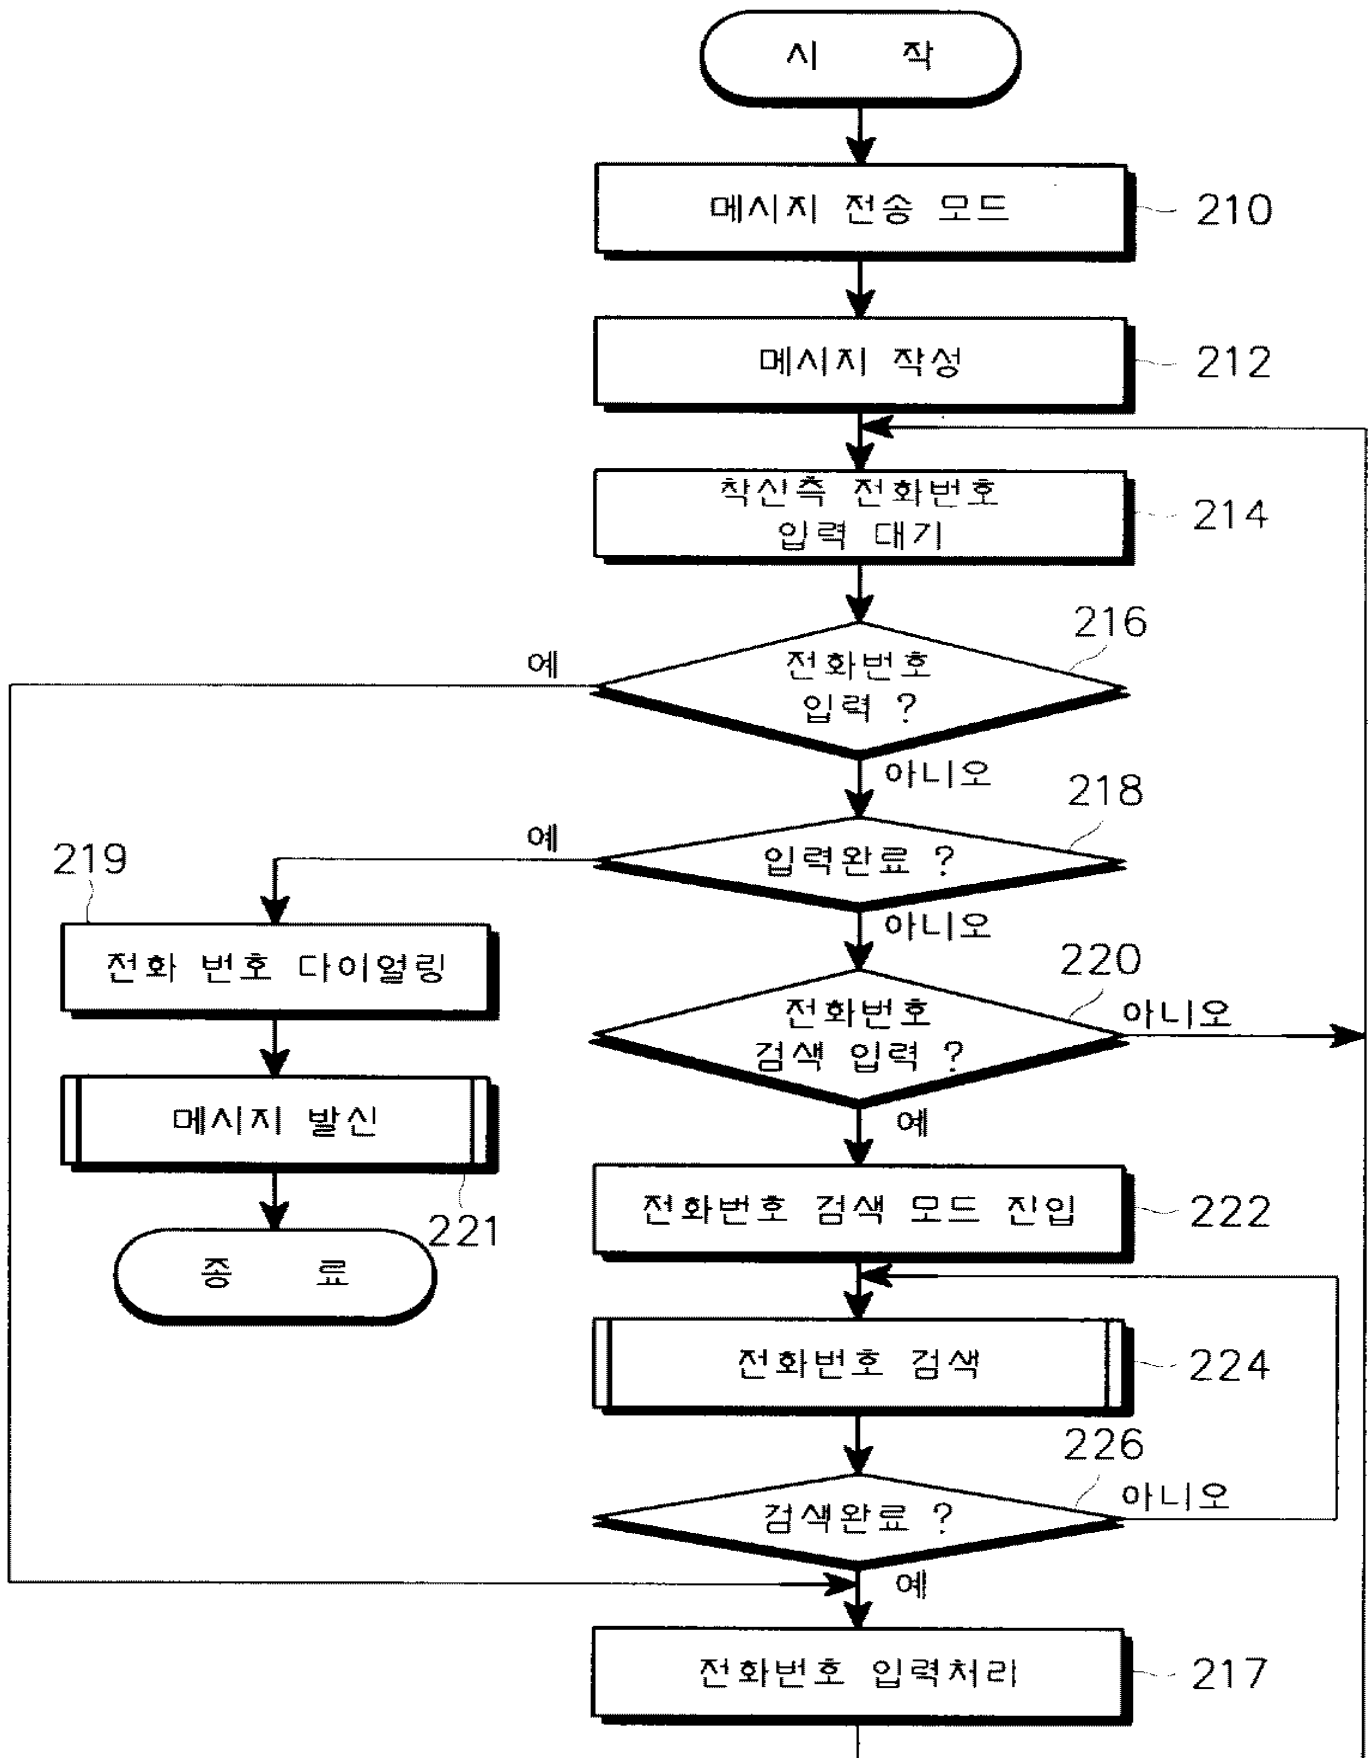 시 작
메시지 전송 모드
210
메시지 작성
212
착신측 전화번호
입력 대기
214
216
예
전화번호
입력 ?
아니오
218
예
입력완료 ?
아니오
219
전화 번호 다이얼링
220
전화번호
검색 입력 ?
아니오
예
메시지 발신
221
종 료
전화번호 검색 모드 진입
222
전화번호 검색
224
226
검색완료 ?
아니오
예
전화번호 입력처리
217